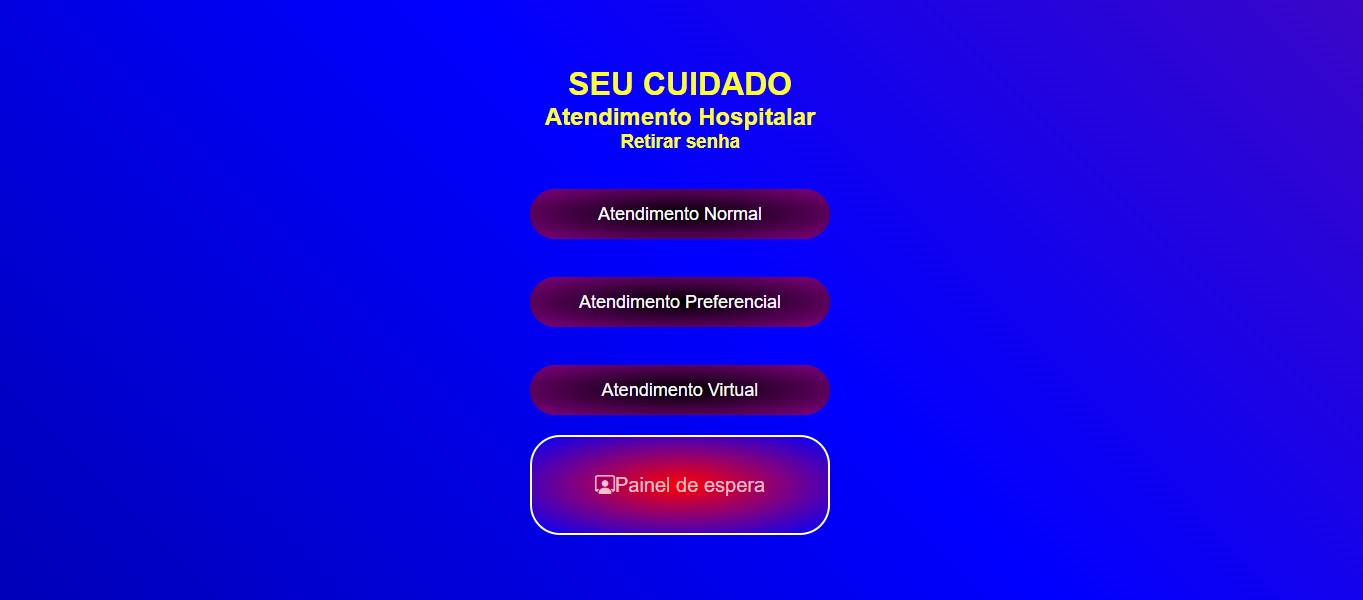 SEU CUIDADO
Atendimento Hospitalar
Retirar senha
Atendimento Normal
Atendimento Preferencial
Atendimento Virtual
Painel de espera